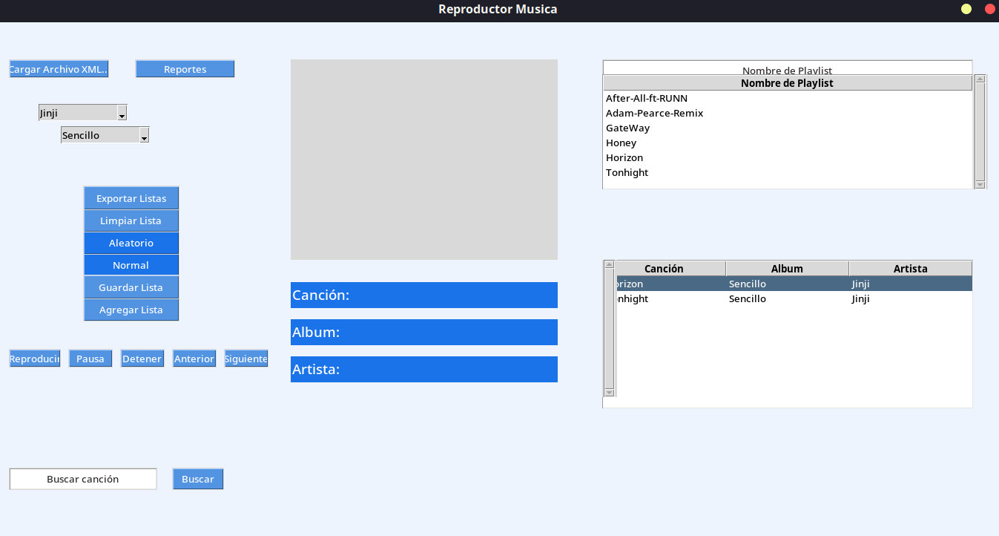 Reproductor Musica
Cargar Archivo XML..
Reportes
Jinji
Sencillo
Exportar Listas
Limpiar Lista
Aleatorio
Normal
Guardar Lista
Agregar Lista
Reproducir Pausa Detener Anterior Siguiente
Buscar canción
Buscar
Canción:
Album:
Artista:
Nombre de Playlist
Nombre de Playlist
After-All-ft-RUNN
Adam-Pearce-Remix
GateWay
Honey
Horizon
Tonhight
Canción Album Artista
orizon Sencillo Jinji
onhight Sencillo Jinji